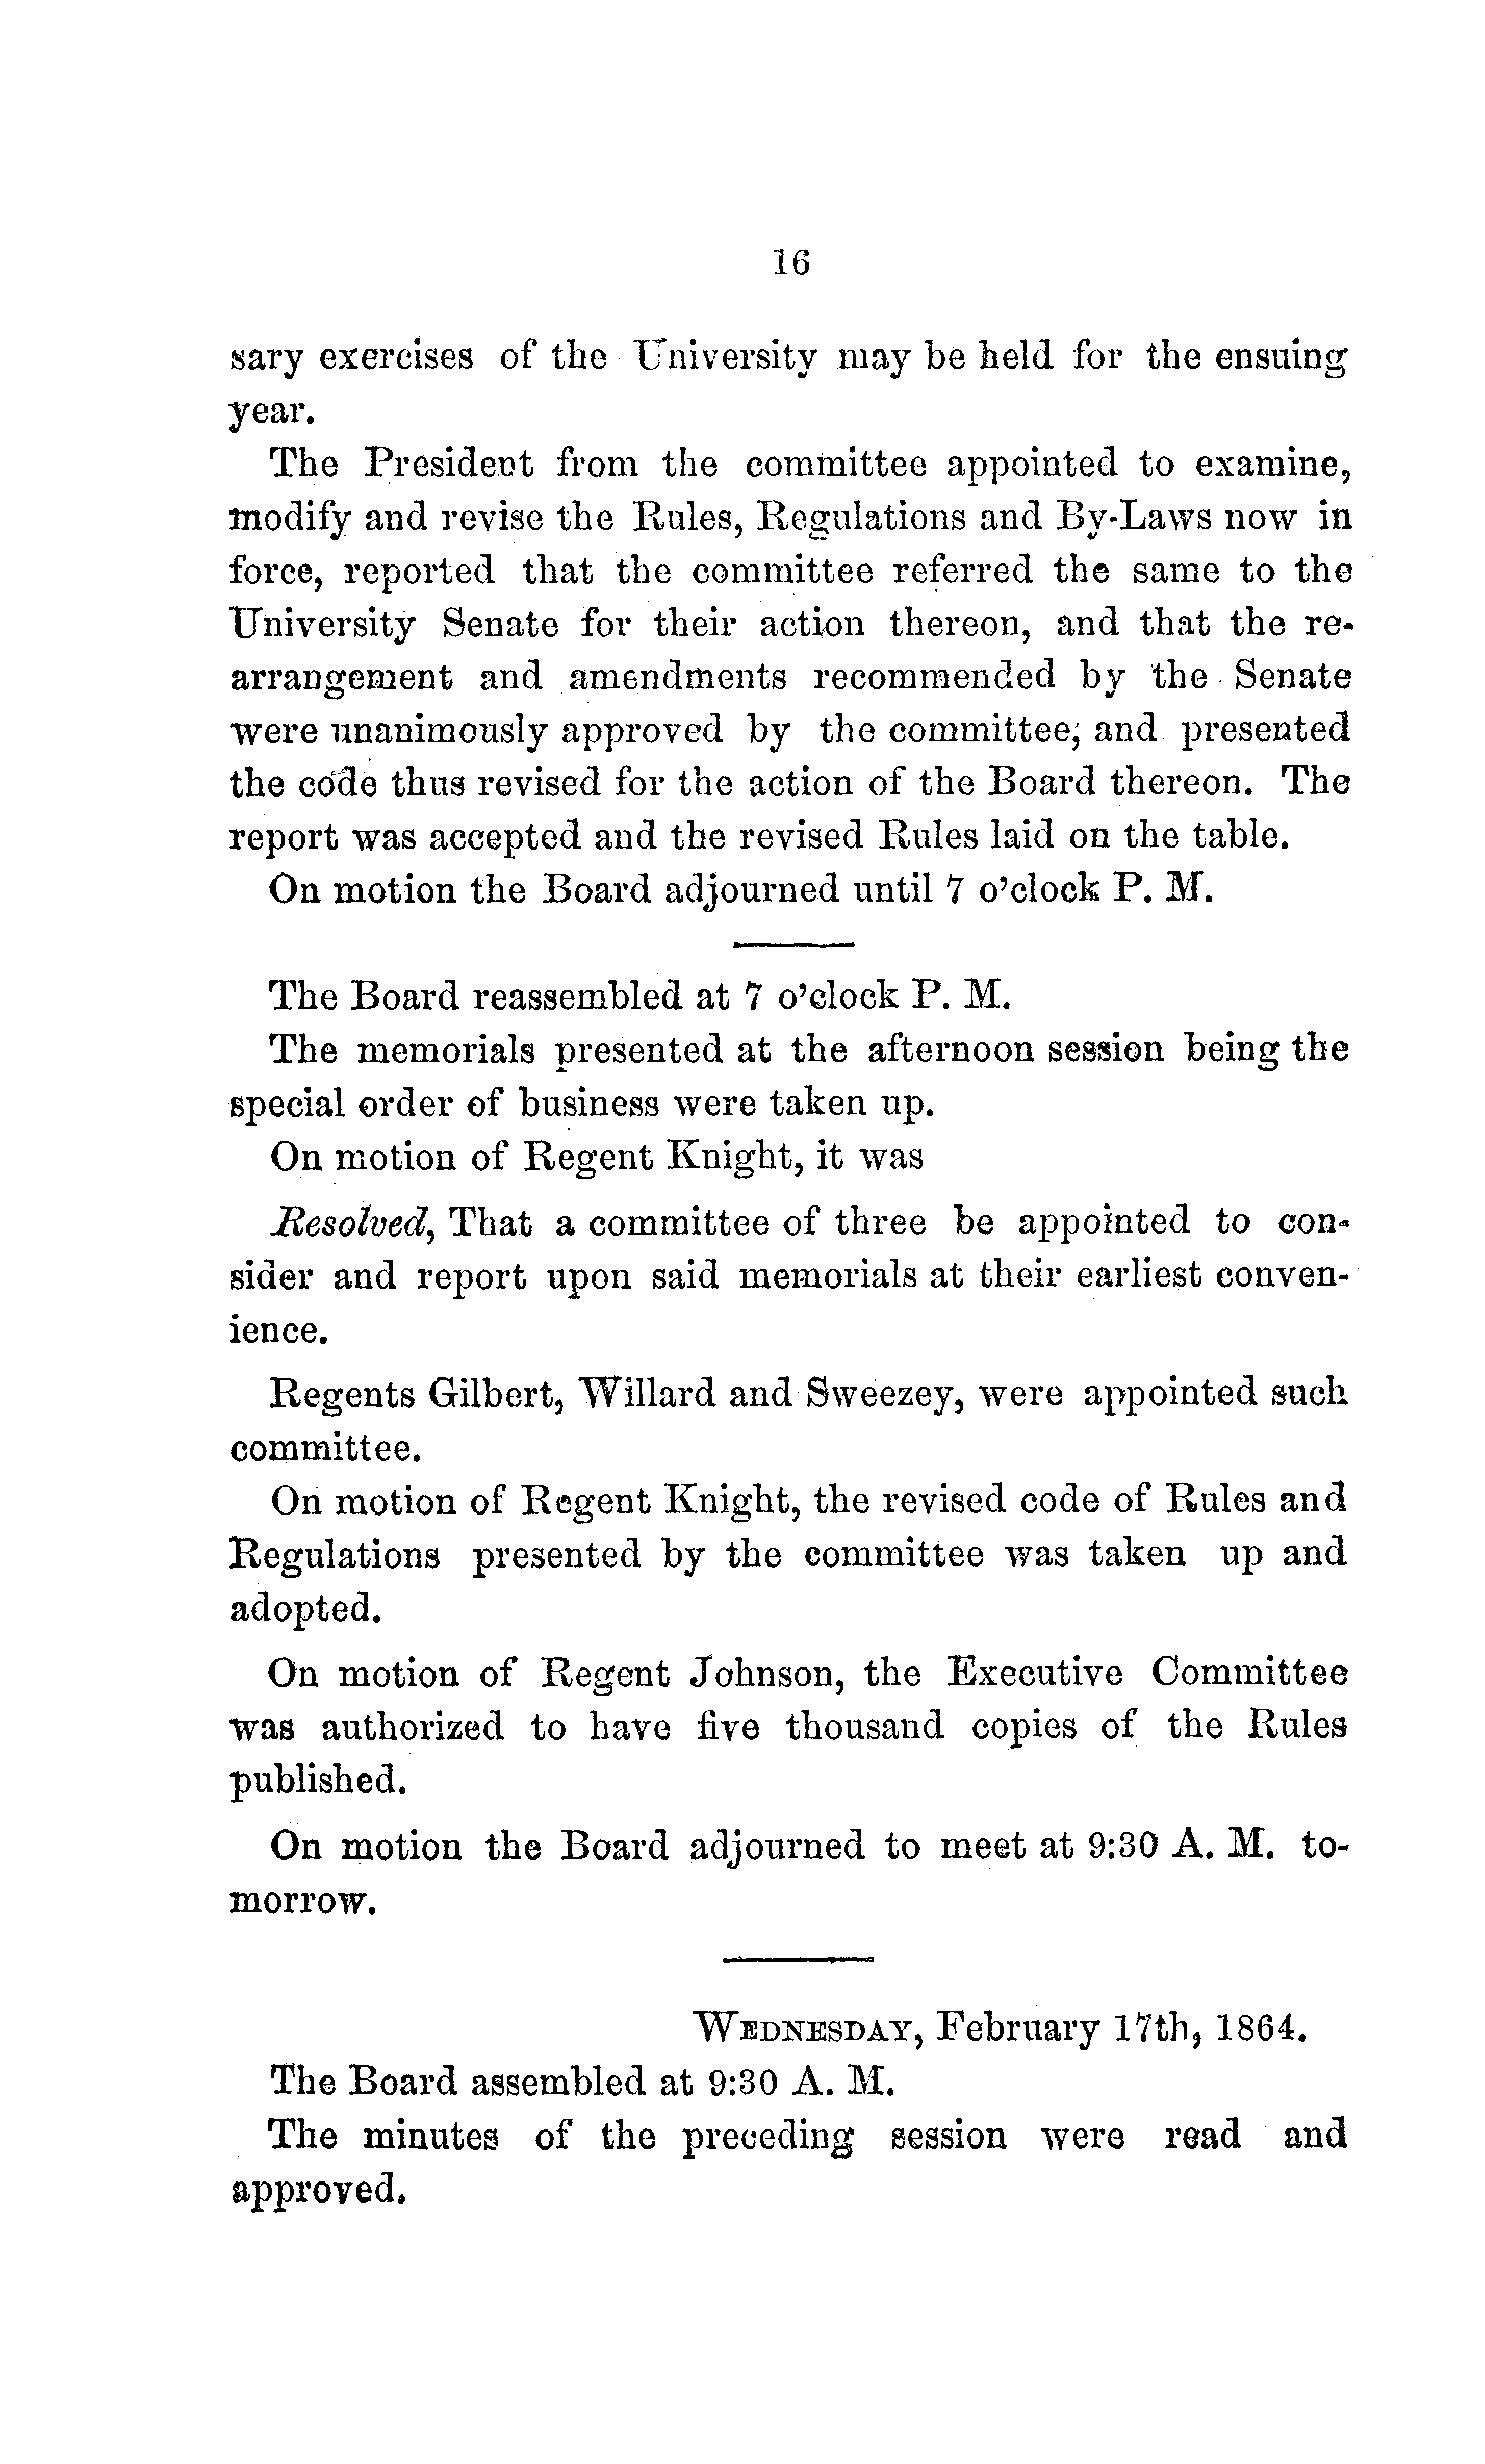 16
sary exercises of the University may be held for the ensuing
year.
The President from the committee appointed to examine,
modify and revise the Rules, Regulations and By-Laws now in
force, reported that the committee referred the same to the
University Senate for their action thereon, and that the re-
arrangement and amendments recommended by the Senate
were unanimously approved by the committee; and presented
the code thus revised for the action of the Board thereon. The
report was accepted and the revised Rules laid on the table.
On motion the Board adjourned until 7 o'clock P. M.
The Board reassembled at 7 o'clock P. M.
The memorials presented at the afternoon session being the
special order of business were taken up.
On motion of Regent Knight, it was
Resolved, That a committee of three be appointed to con-
sider and report upon said memorials at their earliest conven-
ience.
Regents Gilbert, Willard and Sweezey, were appointed such
committee.
On motion of Regent Knight, the revised code of Rules and
Regulations presented by the committee was taken up and
adopted.
On motion of Regent Johnson, the Executive Committee
was authorized to have five thousand copies of the Rules
published.
On motion the Board adjourned to meet at 9:30 A. M. to-
morrow.
WEDNESDAY, February 17th, 1864.
The Board assembled at 9:30 A. M.
The minutes of the preceding session were read and
approved.